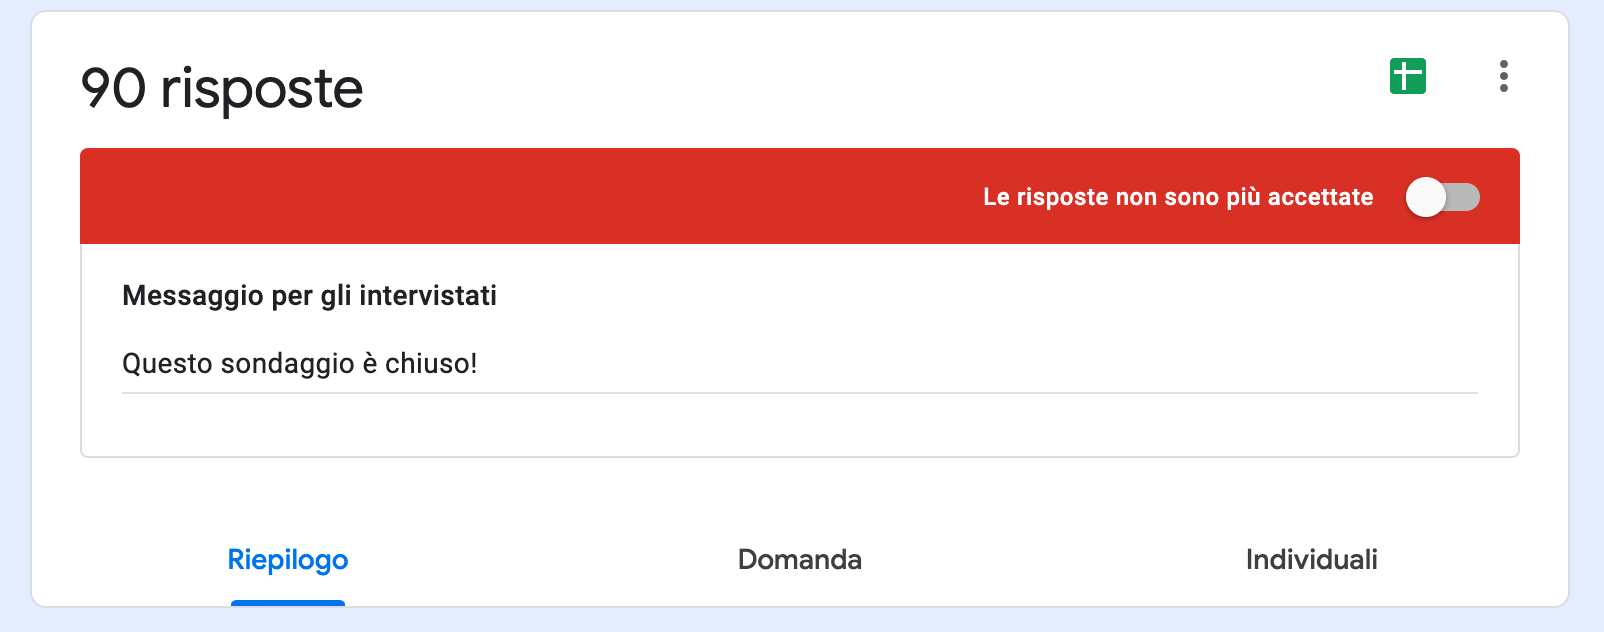 90 risposte
Le risposte non sono più accettate
Messaggio per gli intervistati
Questo sondaggio è chiuso!
Riepilogo
Domanda
Individuali